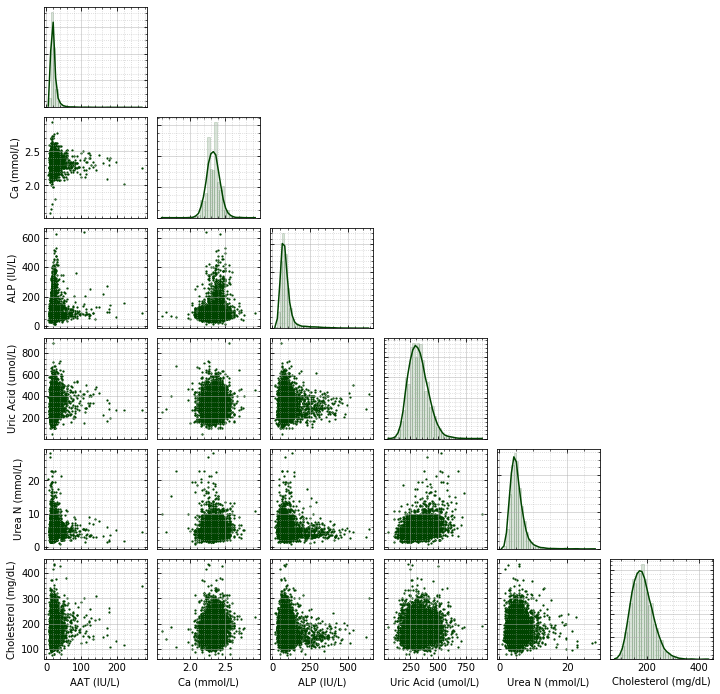 Ca (mmol/L)
2.5
2.0
ALP (IU/L)
600
400
200
0
Uric Acid (umol/L)
800
600
400
200
Urea N (mmol/L)
20
10
0
Cholesterol (mg/dL)
400
300
200
100
0 100 200 2.0 2.5 0 250 500 250 500 750 0 20 200 400
AAT (IU/L) Ca (mmol/L) ALP (IU/L) Uric Acid (umol/L) Urea N (mmol/L) Cholesterol (mg/dL)